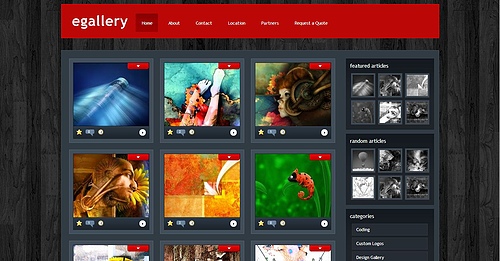 egallery
Home About Contact Location Partners Request a Quote
featured articles
random articles
categories
Coding
Custom Logos
Design Gallery